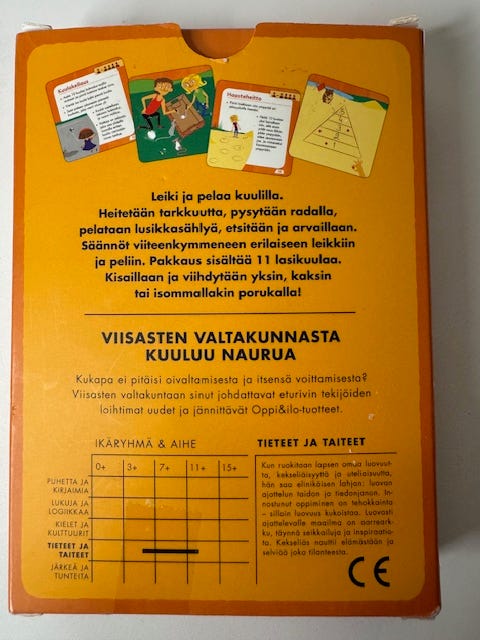 Kuulakeilaus
Haastoheitto
Leiki ja pelaa kuulilla.
Heitetään tarkkuutta, pysytään radalla,
pelataan lusikkasählyä, etsitään ja arvaillaan.
Säännöt viiteenkymmeneen erilaiseen leikkiin
ja peliin. Pakkaus sisältää 11 lasikuulaa.
Kisaillaan ja viihdytään yksin, kaksin
tai isommallakin porukalla!
VIISASTEN VALTAKUNNASTA
KUULUU NAURUA
Kukapa ei pitäisi oivaltamisesta ja itsensä voittamisesta?
Viisasten valtakuntaan sinut johdattavat eturivin tekijöiden
loihtimat uudet ja jännittävät Oppi&ilo-tuotteet.
IKÄRYHMÄ & AIHE
0+ 3+ 7+ 11+ 15+
PUHETTA JA
KIRJAIMIA
LUKUJA JA
LOGIIKKAA
KIELET JA
KULTTUURIT
TIETEET JA
TAITEET
JÄRKEÄ JA
TUNTEITA
TIETEET JA TAITEET
Kun ruokitaan lapsen omaa luovuut-
ta, kekseliäisyyttä ja uteliaisuutta,
hän saa elinikäisen lahjan: luovan
ajattelun taidon ja tiedonjanon. In-
nostunut oppiminen on tehokkainta
– silloin luovuus kukoistaa. Luovasti
ajattelevalle maailma on aarreark-
ku, täynnä seikkailuja ja inspiraatio-
ta. Kekseliäs nauttii elämästään ja
selviää joka tilanteesta.
CE